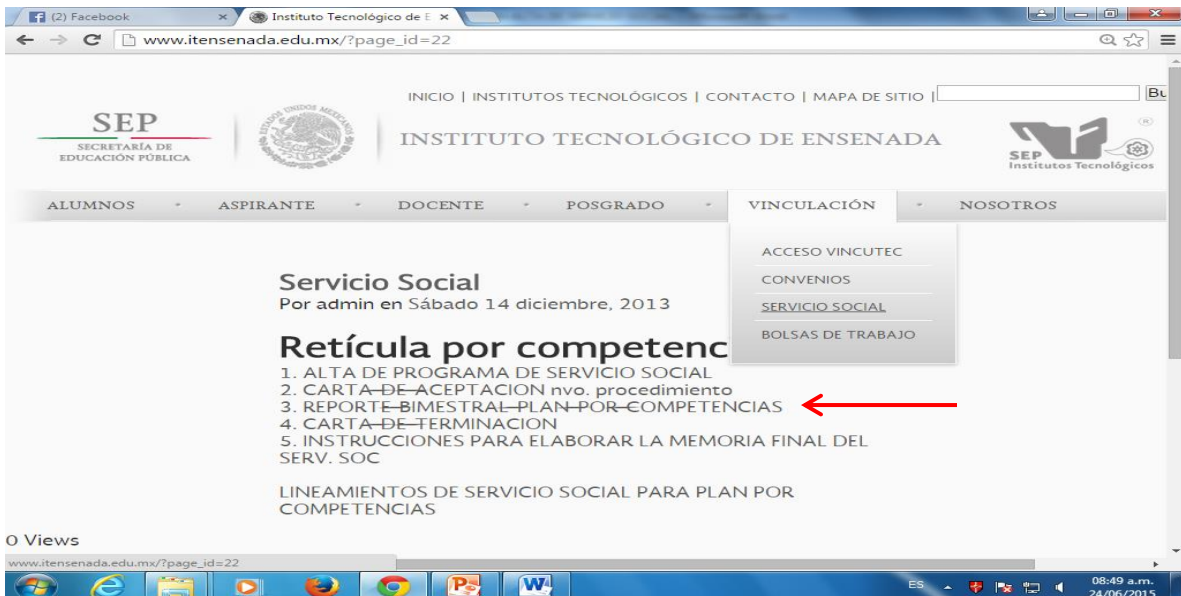 (2) Facebook
Instituto Tecnológico de E
www.itensenada.edu.mx/?page_id=22
INICIO | INSTITUTOS TECNOLÓGICOS | CONTACTO | MAPA DE SITIO |
Bu
SEP
SECRETARÍA DE
EDUCACIÓN PÚBLICA
ESTADOS UNIDOS MEXICANOS
INSTITUTO TECNOLÓGICO DE ENSENADA
SEP
Institutos Tecnológicos
ALUMNOS - ASPIRANTE - DOCENTE - POSGRADO - VINCULACIÓN - NOSOTROS
ACCESO VINCUTEC
CONVENIOS
SERVICIO SOCIAL
BOLSAS DE TRABAJO
Servicio Social
Por admin en Sábado 14 diciembre, 2013
Retícula por competenc
1. ALTA DE PROGRAMA DE SERVICIO SOCIAL
2. CARTA DE ACEPTACION nvo. procedimiento
3. REPORTE BIMESTRAL PLAN POR COMPETENCIAS
4. CARTA DE TERMINACION
5. INSTRUCCIONES PARA ELABORAR LA MEMORIA FINAL DEL
SERV. SOC
LINEAMIENTOS DE SERVICIO SOCIAL PARA PLAN POR
COMPETENCIAS
0 Views
www.itensenada.edu.mx/?page_id=22
ES
08:49 a.m.
24/06/2015